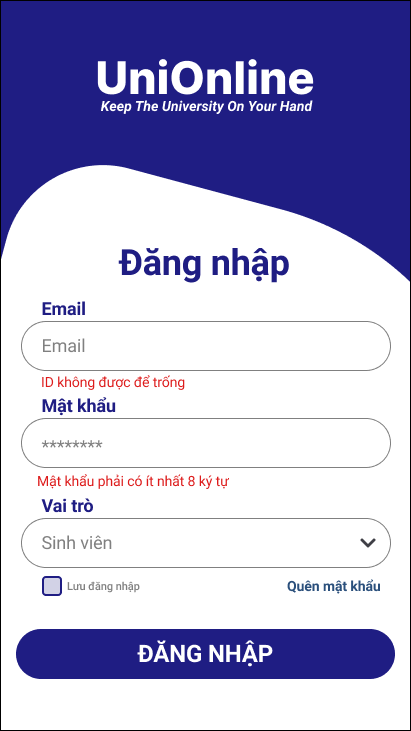 UniOnline
Keep The University On Your Hand
Đăng nhập
Email
Email
ID không được để trống
Mật khẩu
********
Mật khẩu phải có ít nhất 8 ký tự
Vai trò
Sinh viên
Lưu đăng nhập
Quên mật khẩu
ĐĂNG NHẬP